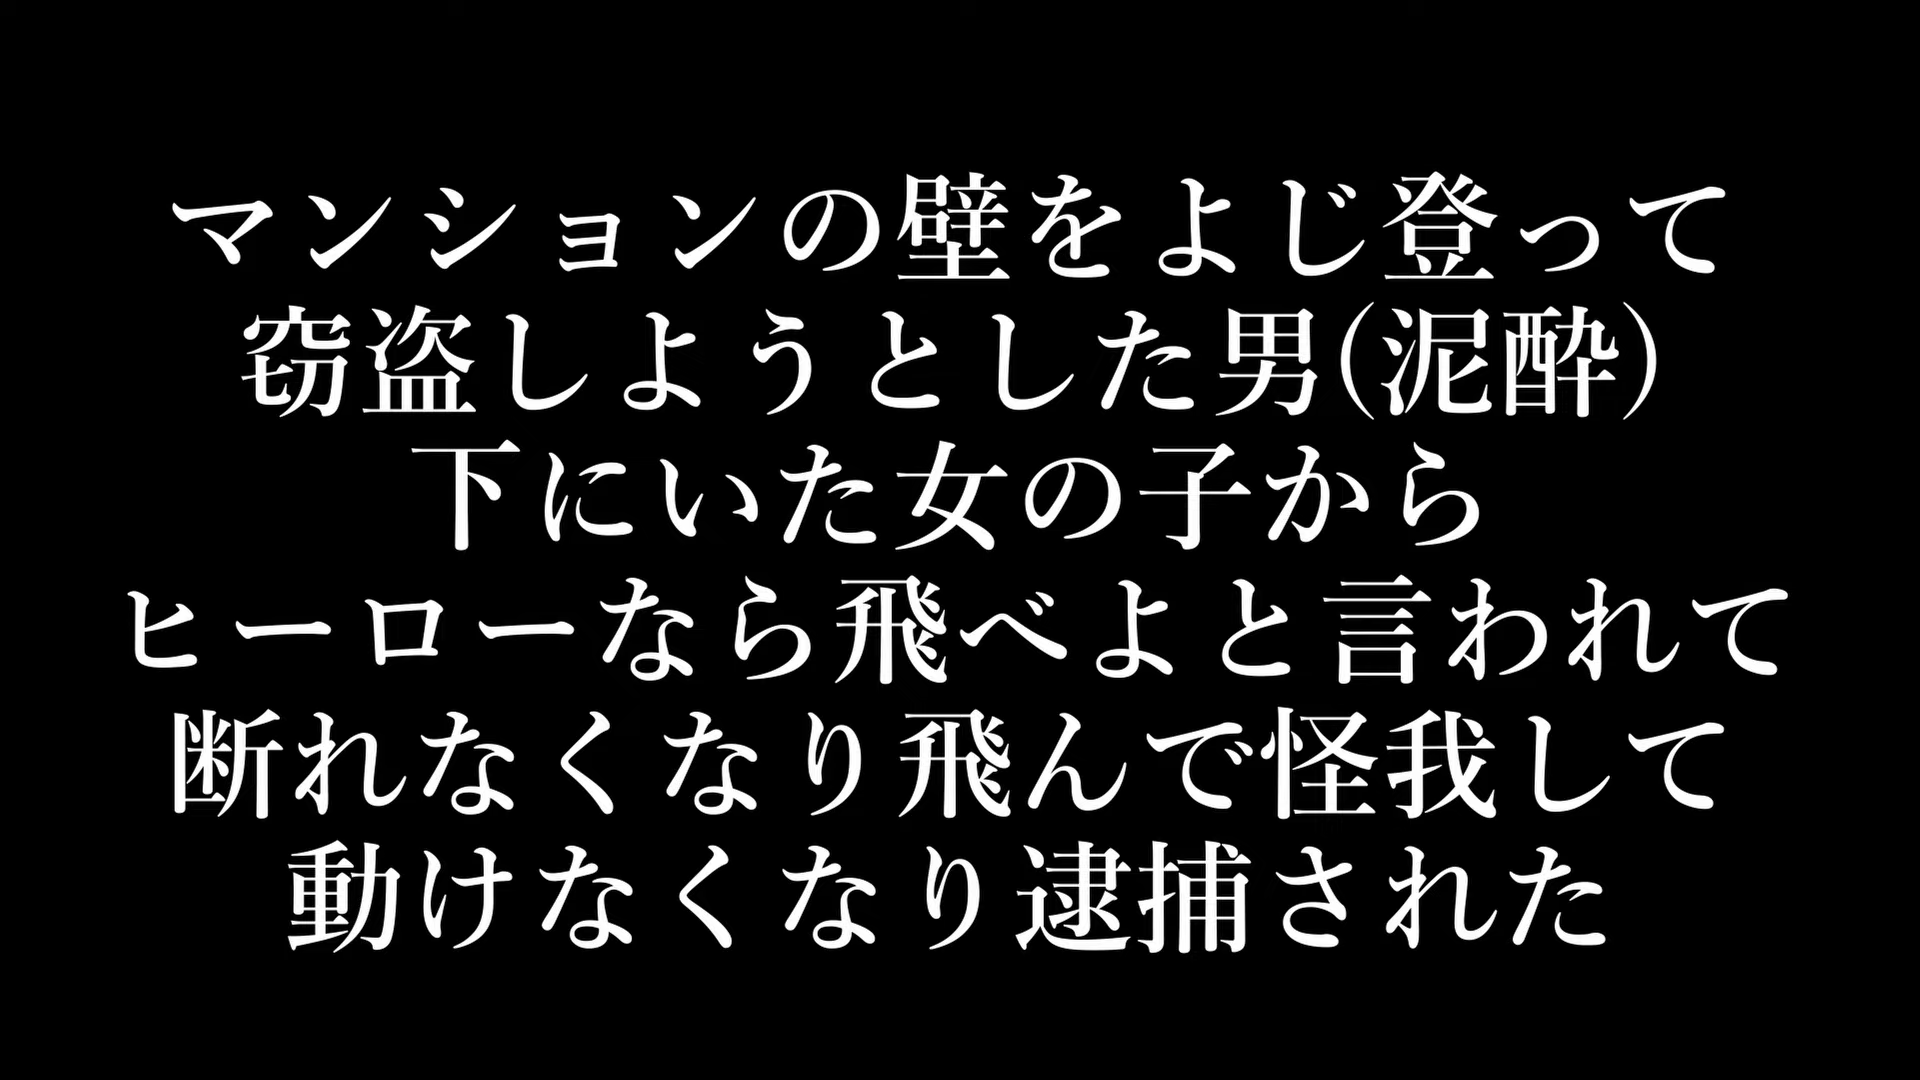 マンションの壁をよじ登って
窃盗しようとした男(泥酔)
下にいた女の子から
ヒーローなら飛べよと言われて
断れなくなり飛んで怪我して
動けなくなり逮捕された